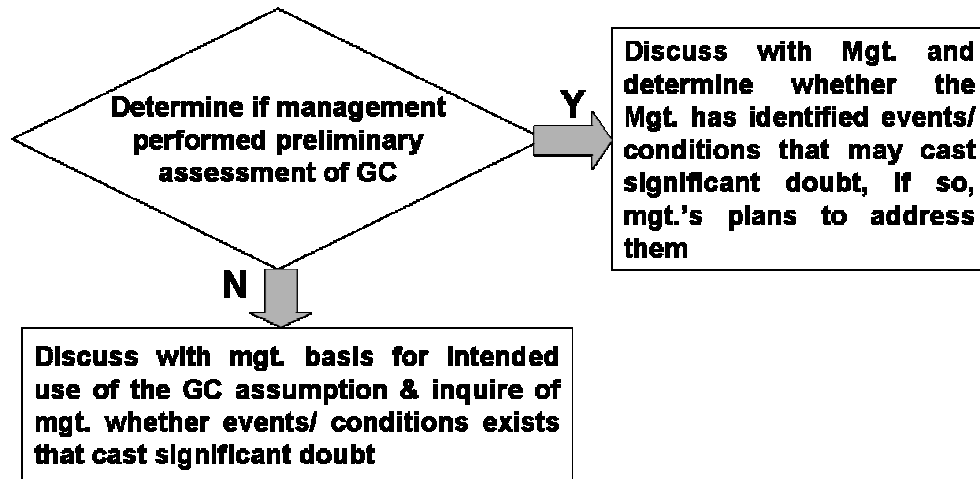 Determine if management
performed preliminary
assessment of GC
Y
Discuss with Mgt. and
determine whether the
Mgt. has identified events/
conditions that may cast
significant doubt, if so,
mgt.'s plans to address
them
N
Discuss with mgt. basis for intended
use of the GC assumption & inquire of
mgt. whether events/ conditions exists
that cast significant doubt